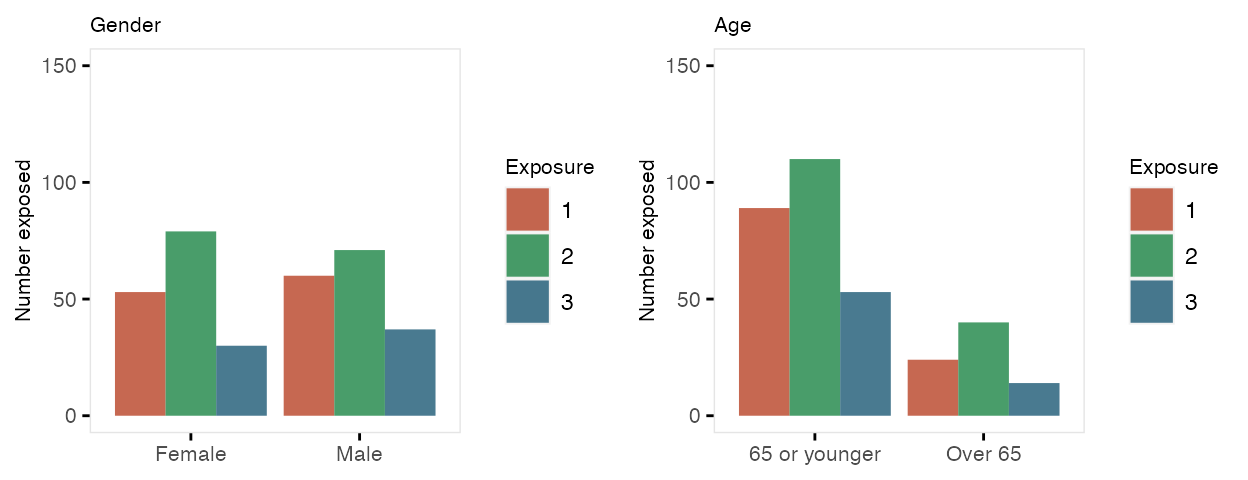 Gender
150
100
50
0
Number exposed
Female Male
Exposure
1
2
3
Age
150
100
50
0
Number exposed
65 or younger Over 65
Exposure
1
2
3